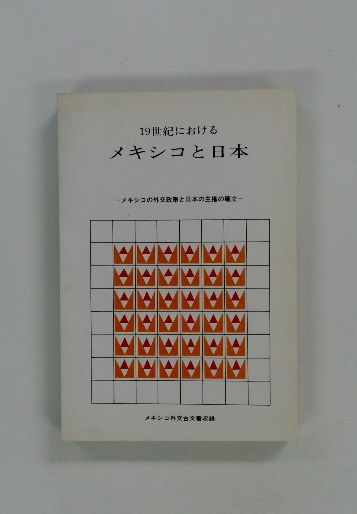 19世紀における
メキシコと日本
―メキシコの外交政策と日本の主権の確立―
メキシコ外交古文書収録